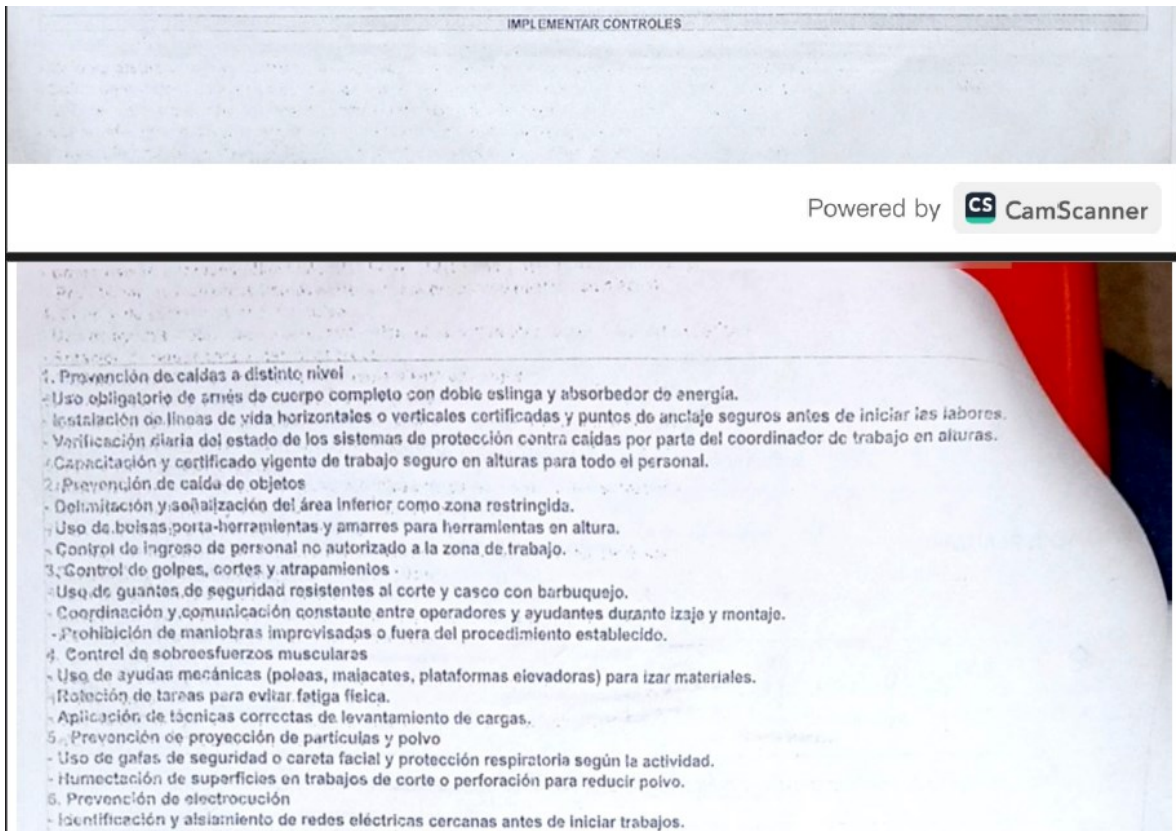 IMPLEMENTAR CONTROLES
Powered by CS CamScanner
1. Prevención de caídas a distinto nivel
- Uso obligatorio de arnés de cuerpo completo con doble eslinga y absorbedor de energía.
- Instalación de líneas de vida horizontales o verticales certificadas y puntos de anclaje seguros antes de iniciar las labores.
- Verificación diaria del estado de los sistemas de protección contra caídas por parte del coordinador de trabajo en alturas.
- Capacitación y certificado vigente de trabajo seguro en alturas para todo el personal.
2. Prevención de caída de objetos
- Delimitación y señalización del área inferior como zona restringida.
- Uso de bolsas porta-herramientas y amarres para herramientas en altura.
- Control de ingreso de personal no autorizado a la zona de trabajo.
3. Control de golpes, cortes y atrapamientos
- Uso de guantes de seguridad resistentes al corte y casco con barbuquejo.
- Coordinación y comunicación constante entre operadores y ayudantes durante izaje y montaje.
- Prohibición de maniobras improvisadas o fuera del procedimiento establecido.
4. Control de sobreesfuerzos musculares
- Uso de ayudas mecánicas (poleas, malacates, plataformas elevadoras) para izar materiales.
- Rotación de tareas para evitar fatiga física.
- Aplicación de técnicas correctas de levantamiento de cargas.
5. Prevención de proyección de partículas y polvo
- Uso de gafas de seguridad o careta facial y protección respiratoria según la actividad.
- Humectación de superficies en trabajos de corte o perforación para reducir polvo.
6. Prevención de electrocución
- Identificación y aislamiento de redes eléctricas cercanas antes de iniciar trabajos.